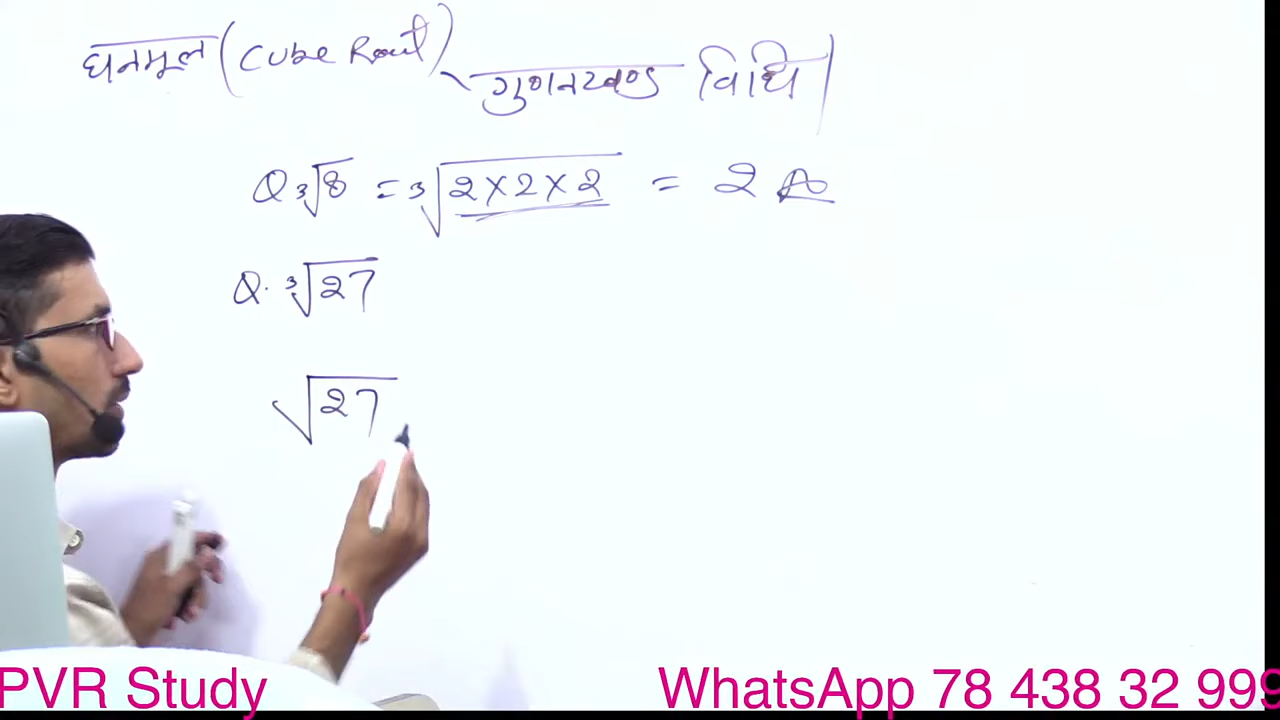 घनमूल (Cube Root) गुणनखण्ड विधि
Q ∛8 = ∛2×2×2 = 2
Q. ∛27
√27
PVR Study WhatsApp 78 438 32 999